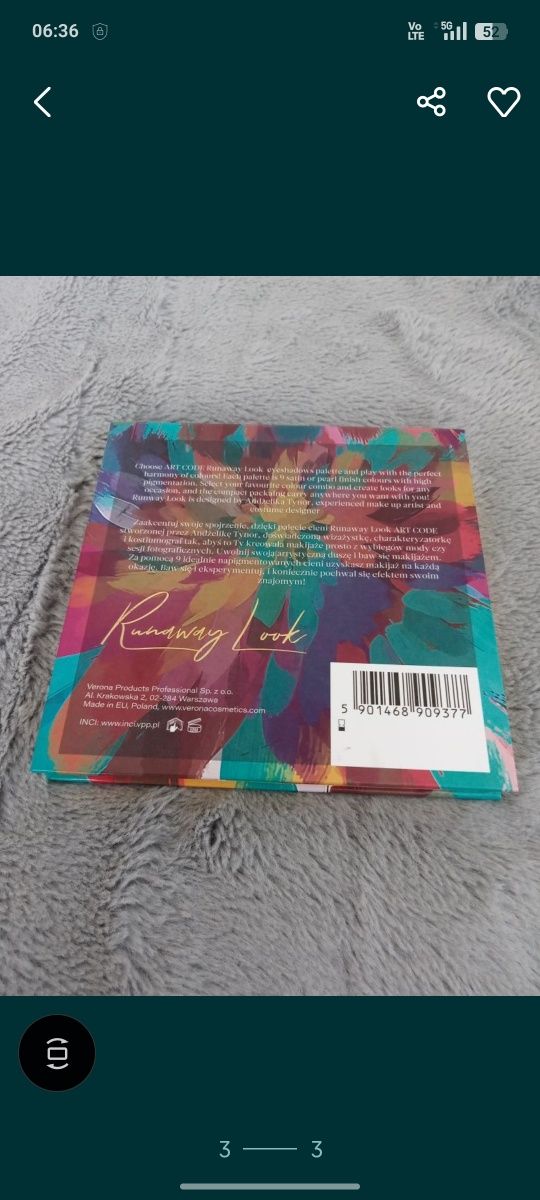 06:36
Vo
LTE
5G
52
Choose ART CODE Runaway Look eyeshadows palette and play with the perfect
harmony of colours! Each palette is 9 satin or pearl finish colours with high
pigmentation. Select your favourite colour combo and create looks for any
occasion, and the compact packaing carry anywhere you want with you!
Runway Look is designed by Andżelika Tynor, experienced make up artist and
costume designer
Zaakcentuj swoje spojrzenie, dzięki palecie cieni Runaway Look ART CODE
stworzonej przez Andżelikę Tynor, doświadczoną wizażystkę, charakteryzatorkę
i kostiumograf tak, abyś to Ty kreowała makijaże prosto z wybiegów mody czy
sesji fotograficznych. Uwolnij swoją artystyczną duszę i baw się makijażem.
Za pomocą 9 idealnie napigmentowanych cieni uzyskasz makijaż na każdą
okazję. Baw się i eksperymentuj, i koniecznie pochwal się efektem swoim
znajomym!
Runaway Look
Verona Products Professional Sp. z o.o.
Al. Krakowska 2, 02-284 Warszawa
Made in EU, Poland, www.veronacosmetics.com
INCI: www.inci.vpp.pl
5 901468 909377
3 3